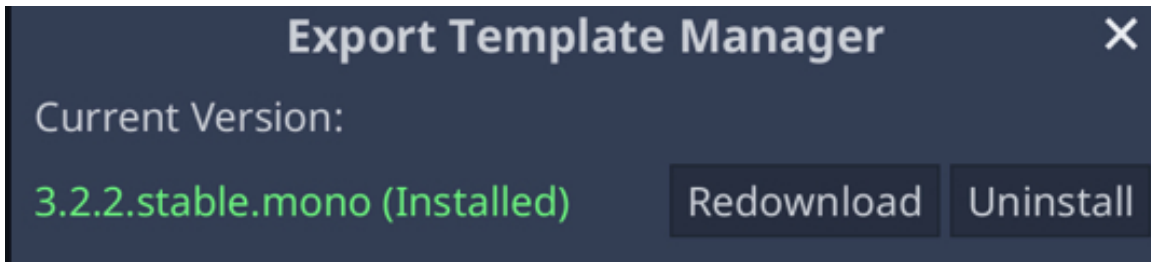 Export Template Manager
Current Version:
3.2.2.stable.mono (Installed) Redownload Uninstall